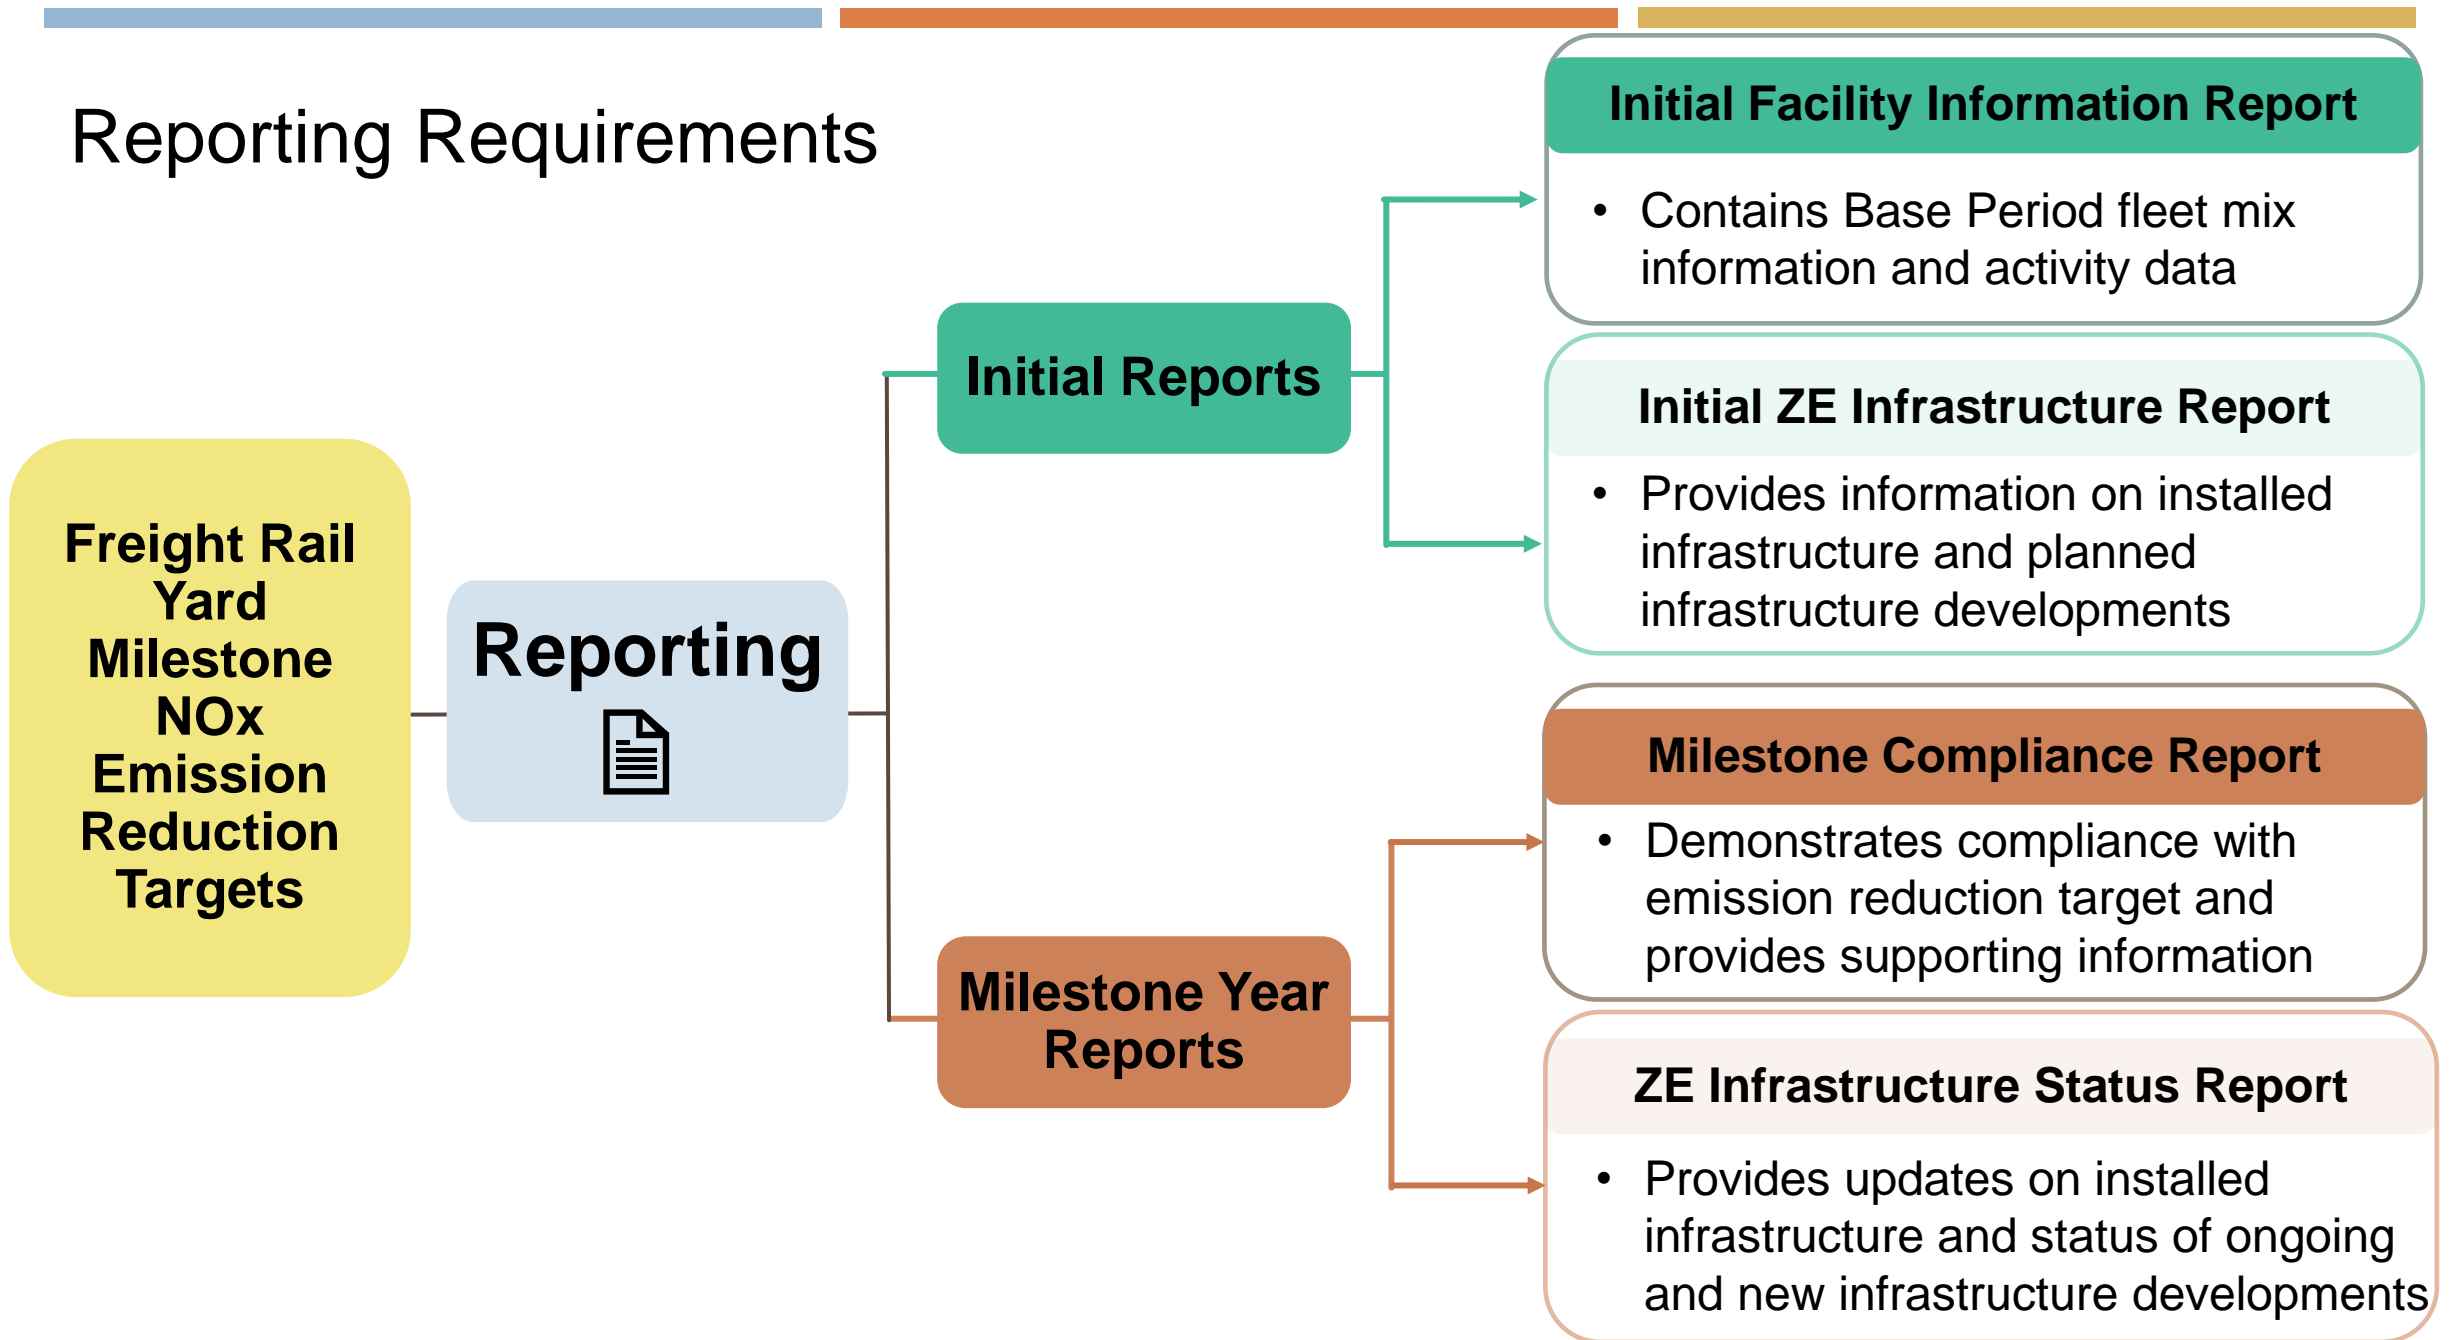 Reporting Requirements
Freight Rail
Yard
Milestone
NOx
Emission
Reduction
Targets
Reporting
Initial Reports
Initial Facility Information Report
• Contains Base Period fleet mix
information and activity data
Initial ZE Infrastructure Report
• Provides information on installed
infrastructure and planned
infrastructure developments
Milestone Year
Reports
Milestone Compliance Report
• Demonstrates compliance with
emission reduction target and
provides supporting information
ZE Infrastructure Status Report
• Provides updates on installed
infrastructure and status of ongoing
and new infrastructure developments